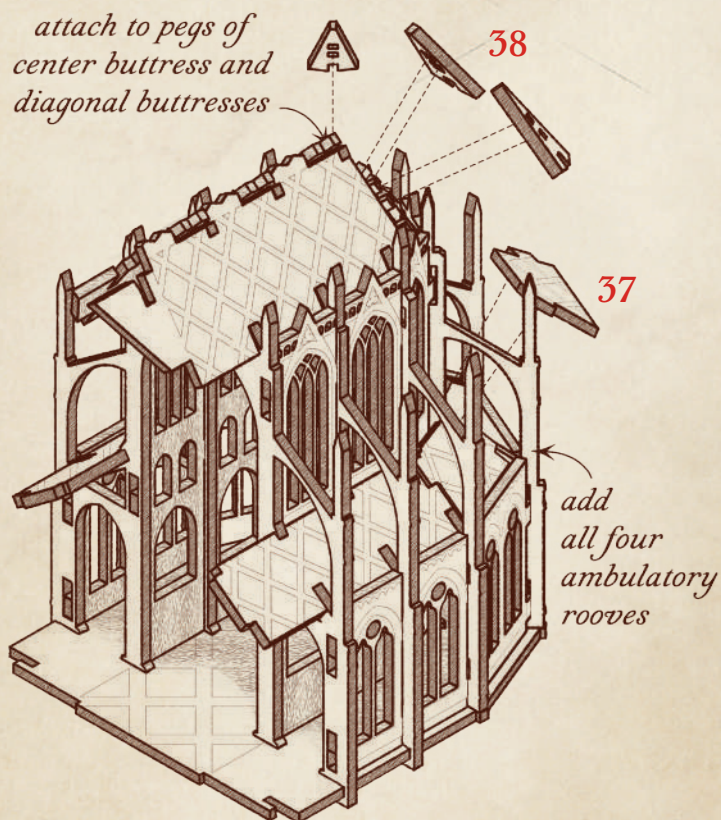 attach to pegs of
center buttress and
diagonal buttresses
38
37
add
all four
ambulatory
rooves